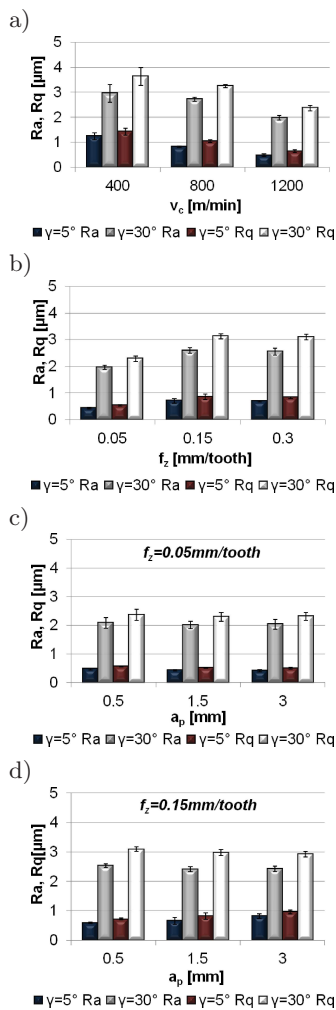 a)
Ra, Rq [μm]
5
4
3
2
1
0
400 800 1200
vc [m/min]
γ=5° Ra γ=30° Ra γ=5° Rq γ=30° Rq
b)
Ra, Rq [μm]
5
4
3
2
1
0
0.05 0.15 0.3
fz [mm/tooth]
γ=5° Ra γ=30° Ra γ=5° Rq γ=30° Rq
c)
Ra, Rq [μm]
5
4
3
2
1
0
fz=0.05mm/tooth
0.5 1.5 3
ap [mm]
γ=5° Ra γ=30° Ra γ=5° Rq γ=30° Rq
d)
Ra, Rq[μm]
5
4
3
2
1
0
fz=0.15mm/tooth
0.5 1.5 3
ap [mm]
γ=5° Ra γ=30° Ra γ=5° Rq γ=30° Rq